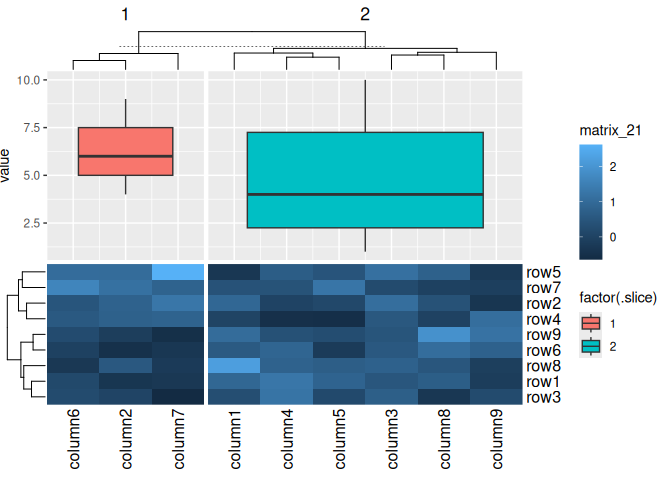 1 2
10.0
7.5
5.0
2.5
value
row5
row7
row2
row4
row9
row6
row8
row1
row3
column6 column2 column7 column1 column4 column5 column3 column8 column9
matrix_21
2
1
0
factor(.slice)
1
2